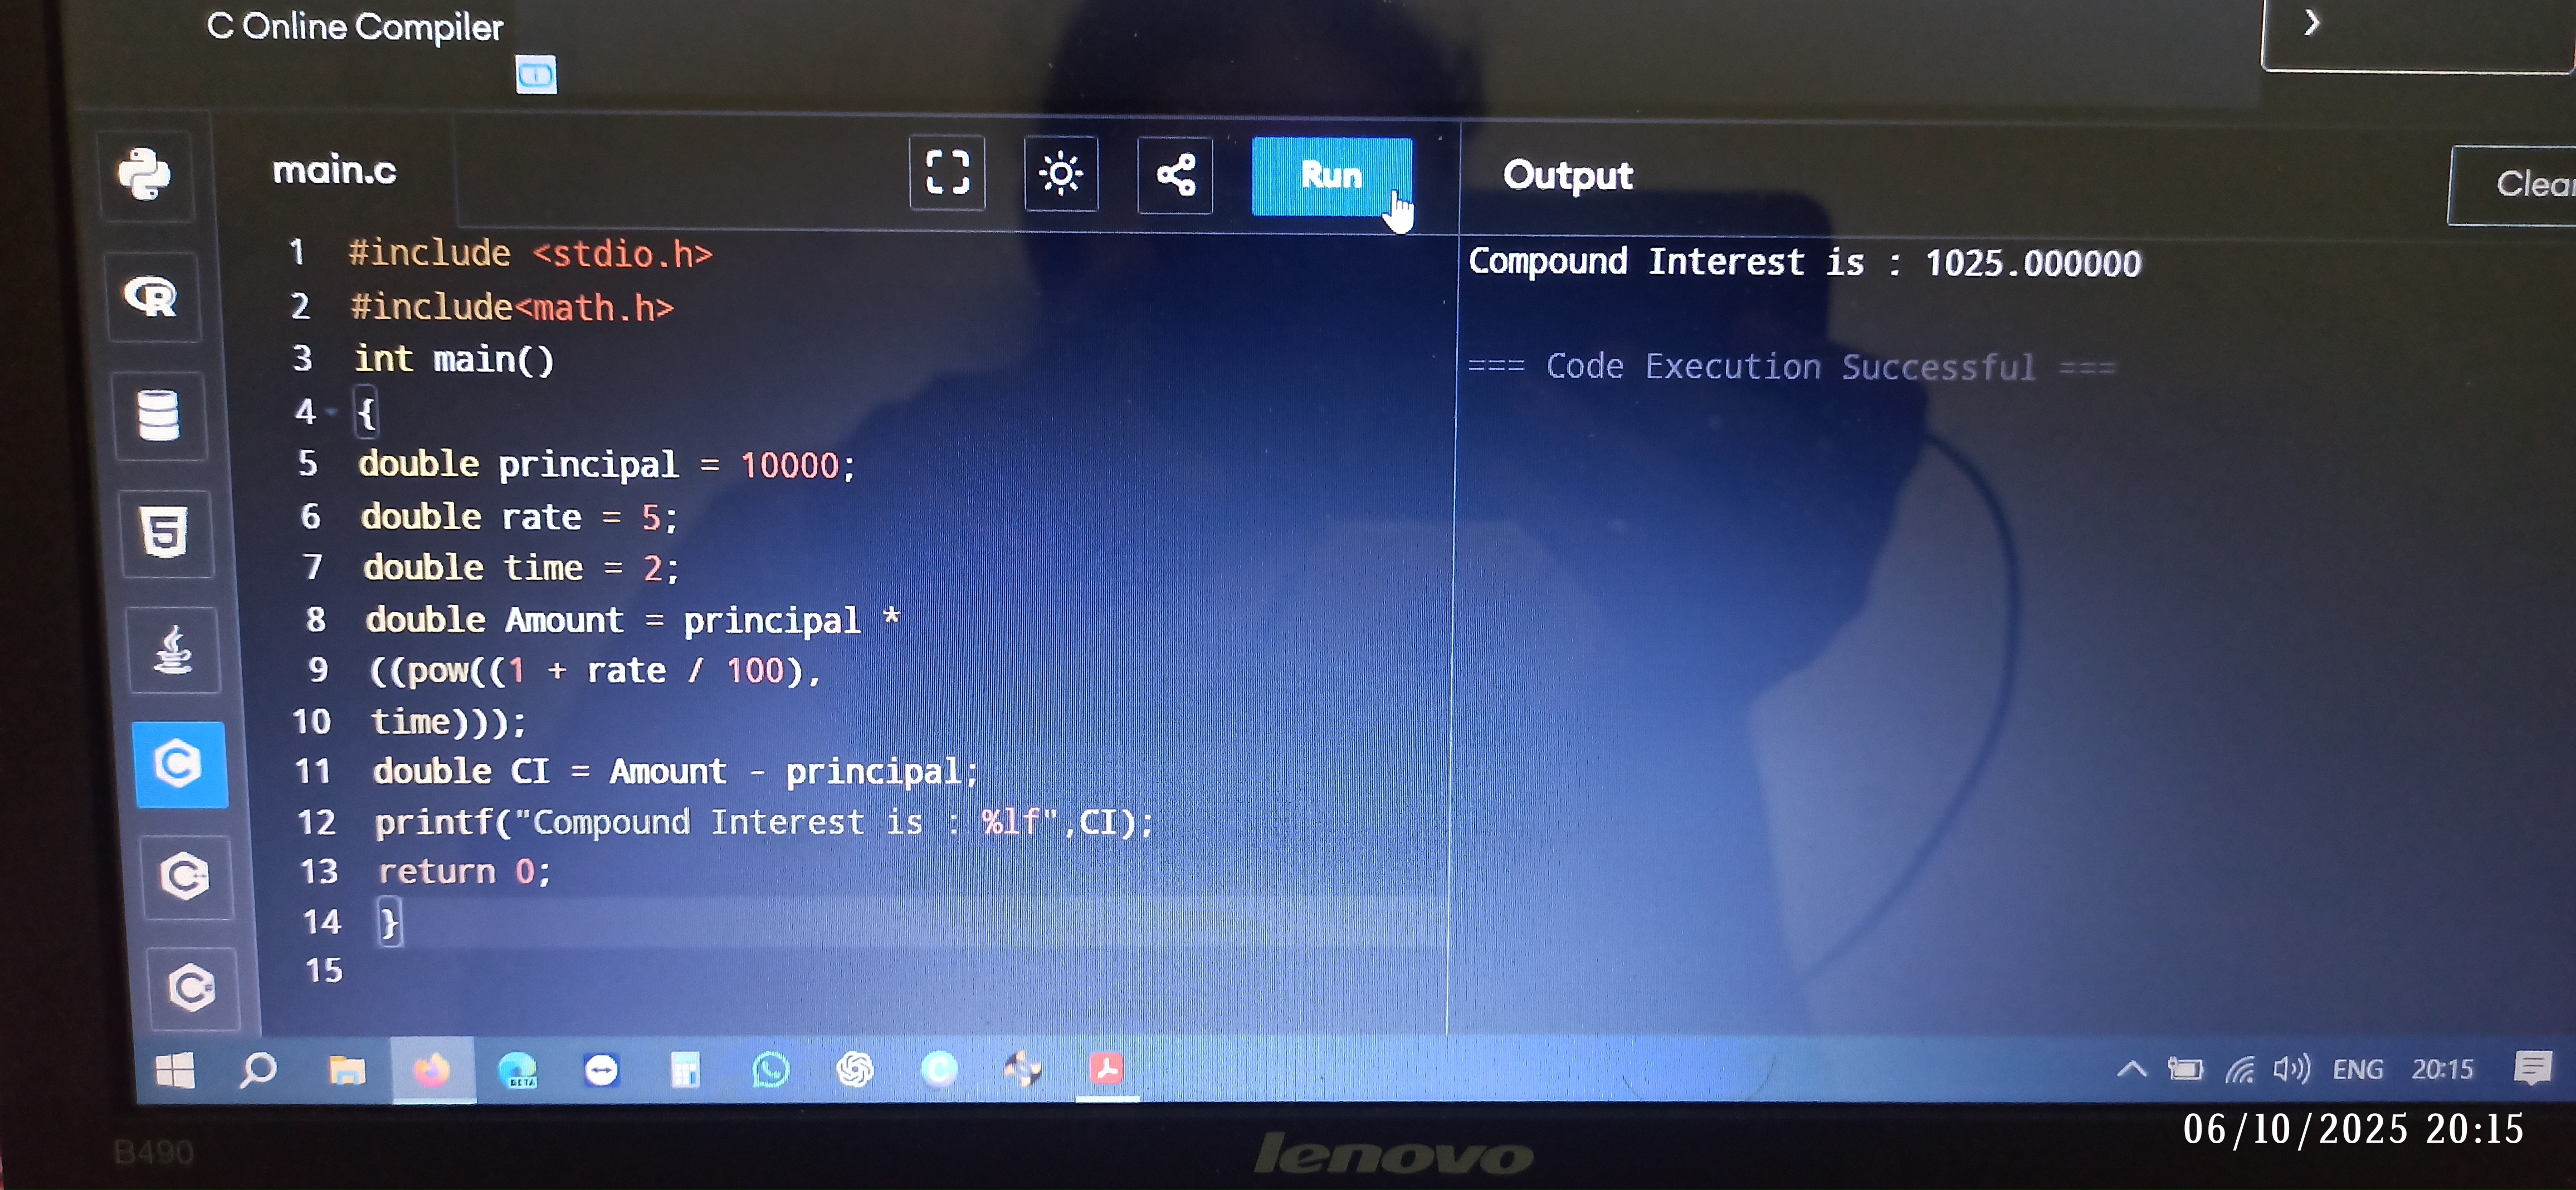 C Online Compiler
main.c
Run
Output
Clear
1 #include <stdio.h>
2 #include<math.h>
3 int main()
4 {
5 double principal = 10000;
6 double rate = 5;
7 double time = 2;
8 double Amount = principal *
9 ((pow((1 + rate / 100),
10 time)));
11 double CI = Amount - principal;
12 printf("Compound Interest is : %lf",CI);
13 return 0;
14 }
15
Compound Interest is : 1025.000000
=== Code Execution Successful ===
BETA
ENG 20:15
B490
lenovo
06/10/2025 20:15